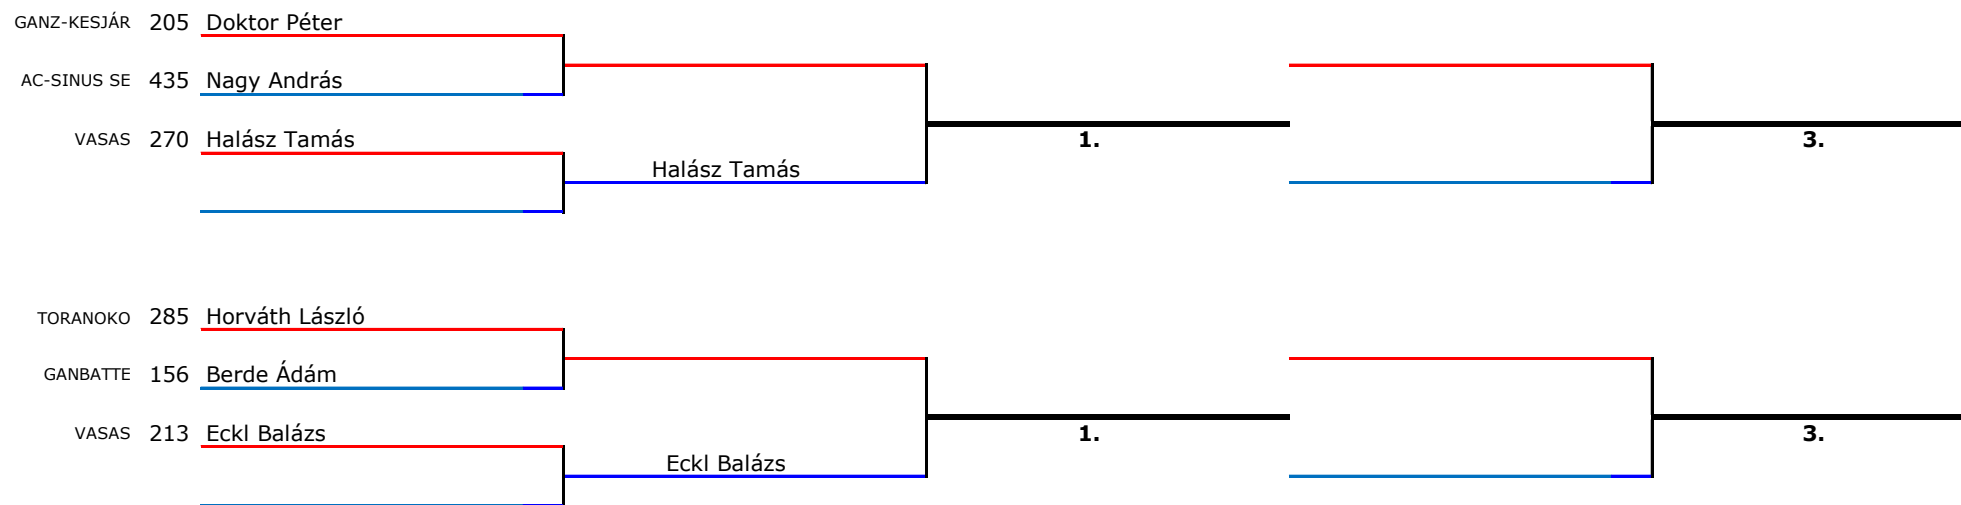 GANZ-KESJÁR 205 Doktor Péter
AC-SINUS SE 435 Nagy András
VASAS 270 Halász Tamás 1. 3.
Halász Tamás
TORANOKO 285 Horváth László
GANBATTE 156 Berde Ádám
VASAS 213 Eckl Balázs 1. 3.
Eckl Balázs